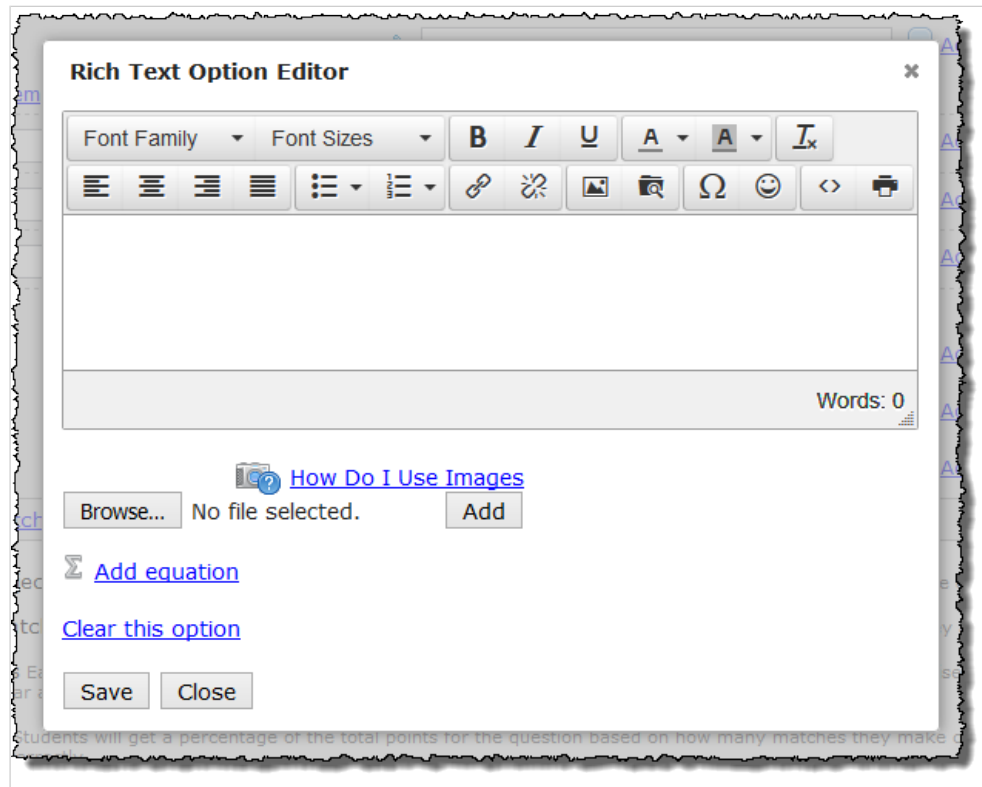 Rich Text Option Editor
Font Family Font Sizes B I U A A Ix
Ω <>
Words: 0
How Do I Use Images
Browse... No file selected. Add
Σ Add equation
Clear this option
Save Close
Students will get a percentage of the total points for the question based on how many matches they make